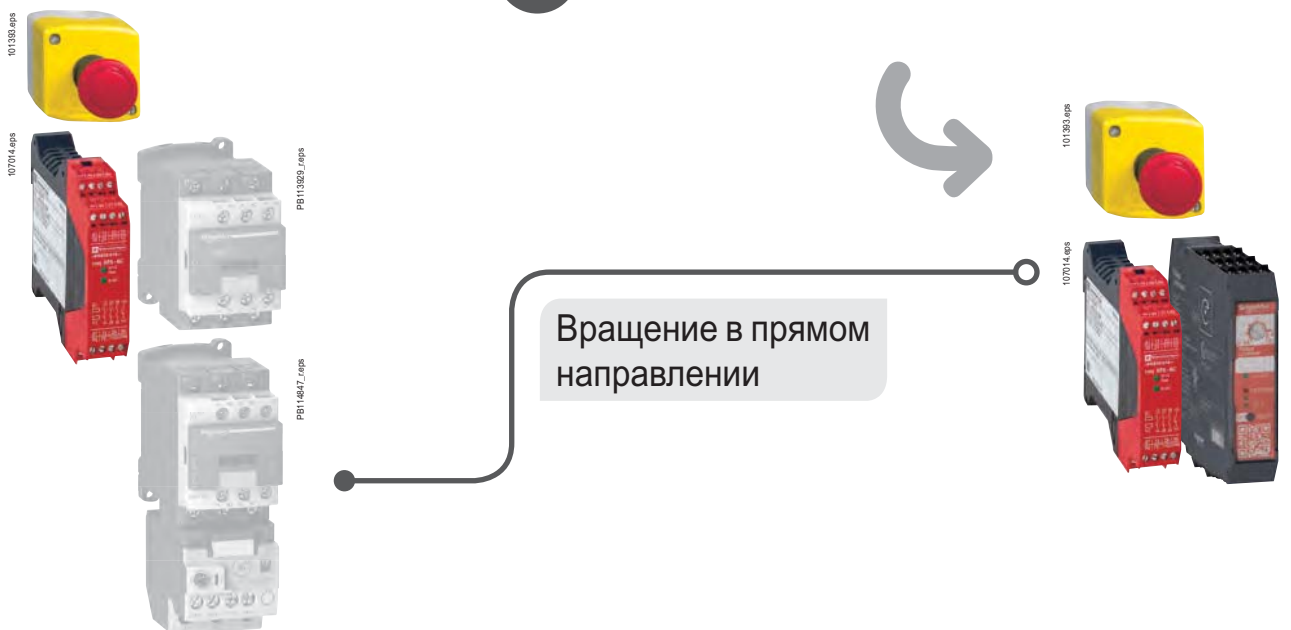 101393.eps
107014.eps
PB113929_r.eps
PB114847_r.eps
Вращение в прямом
направлении
101393.eps
107014.eps